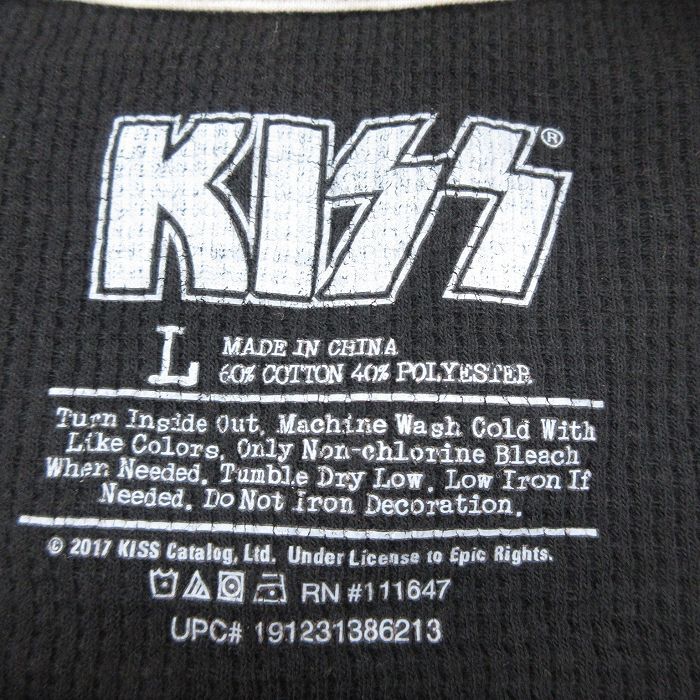 KISS®
L MADE IN CHINA
60% COTTON 40% POLYESTER
Turn Inside Out. Machine Wash Cold With
Like Colors. Only Non-chlorine Bleach
When Needed. Tumble Dry Low. Low Iron If
Needed. Do Not Iron Decoration.
© 2017 KISS Catalog, Ltd. Under License to Epic Rights.
RN #111647
UPC# 191231386213